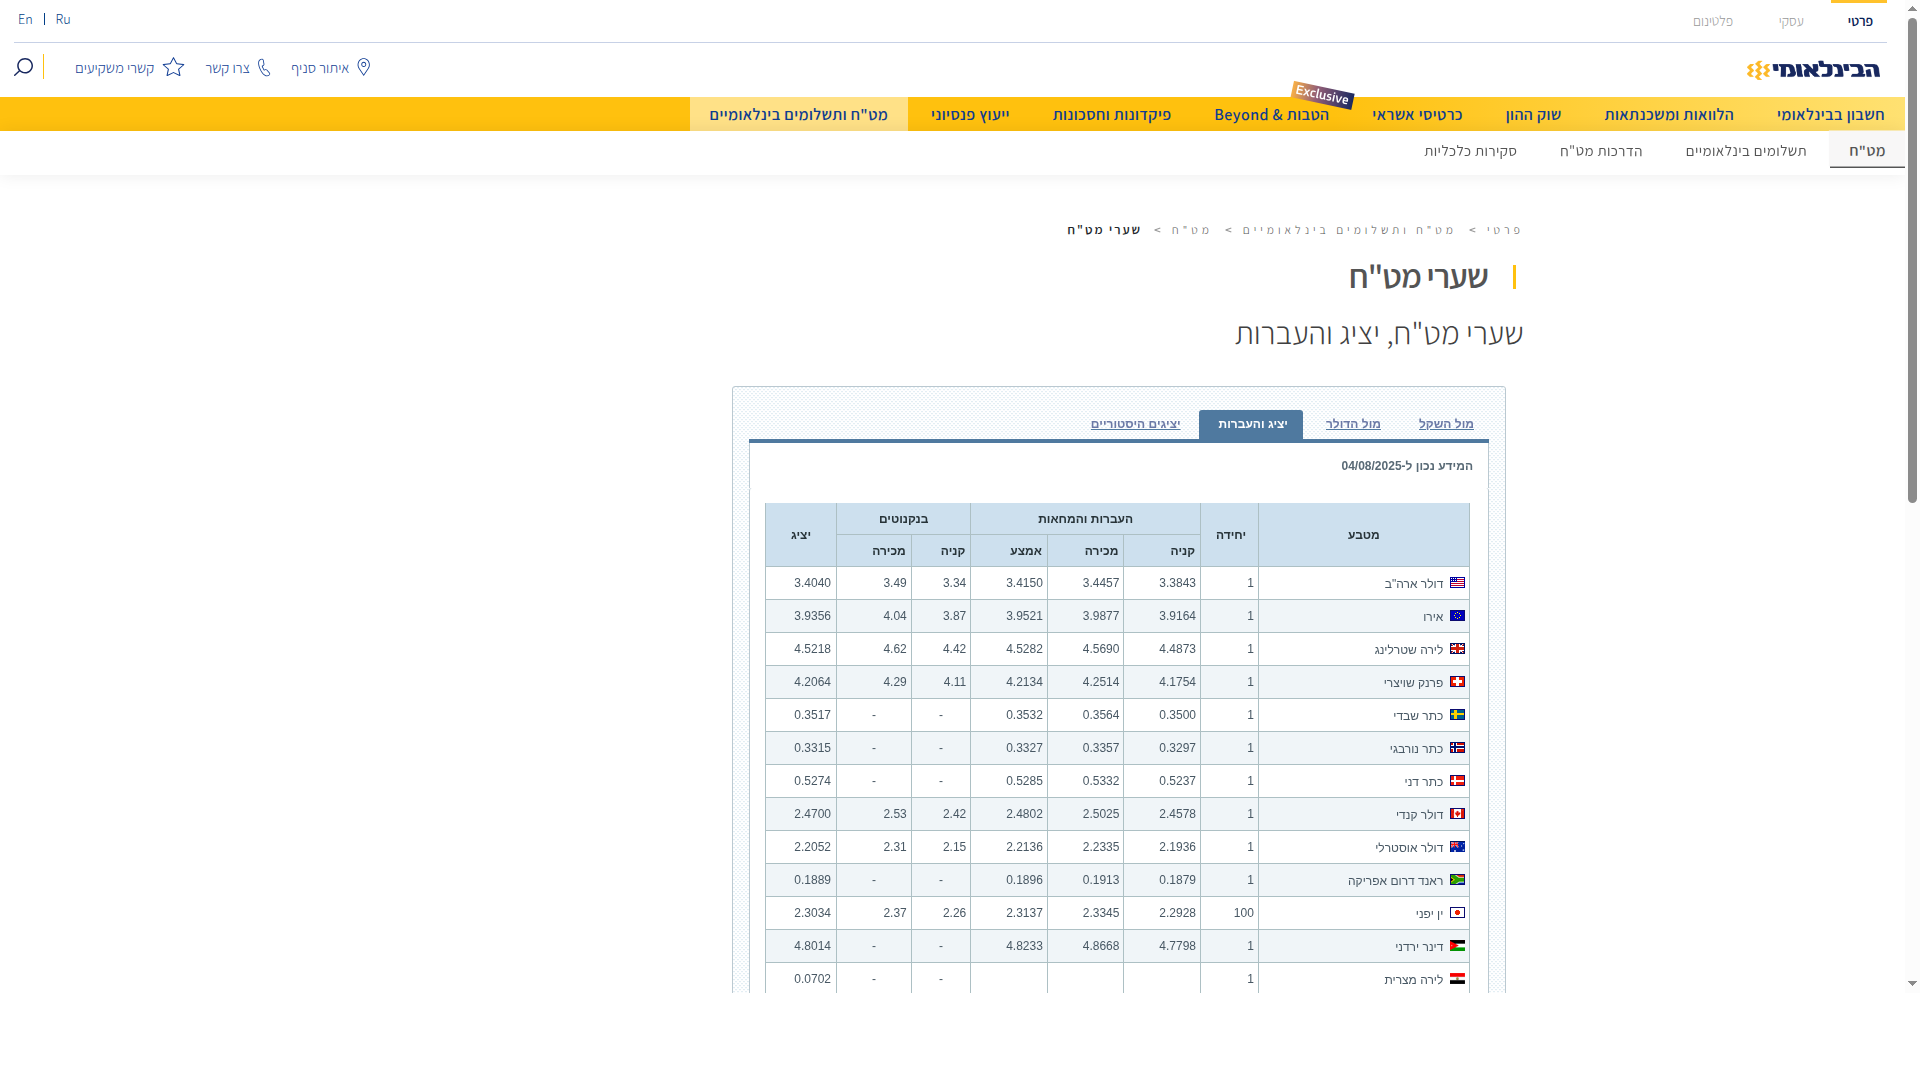 פרטי
עסקי
פלטינום
Ru
En
הבינלאומי
איתור סניף
צרו קשר
קשרי משקיעים
Exclusive
חשבון בבינלאומי
הלוואות ומשכנתאות
שוק ההון
כרטיסי אשראי
הטבות & Beyond
פיקדונות וחסכונות
ייעוץ פנסיוני
מט"ח ותשלומים בינלאומיים
מט"ח
תשלומים בינלאומיים
הדרכות מט"ח
סקירות כלכליות
פרטי > מט"ח ותשלומים בינלאומיים > מט"ח > שערי מט"ח
שערי מט"ח
שערי מט"ח, יציג והעברות
מול השקל
מול הדולר
יציג והעברות
יציגים היסטוריים
המידע נכון ל-04/08/2025
מטבע יחידה העברות והמחאות בנקנוטים יציג
קניה מכירה אמצע קניה מכירה
דולר ארה"ב 1 3.3843 3.4457 3.4150 3.34 3.49 3.4040
אירו 1 3.9164 3.9877 3.9521 3.87 4.04 3.9356
לירה שטרלינג 1 4.4873 4.5690 4.5282 4.42 4.62 4.5218
פרנק שויצרי 1 4.1754 4.2514 4.2134 4.11 4.29 4.2064
כתר שבדי 1 0.3500 0.3564 0.3532 - - 0.3517
כתר נורבגי 1 0.3297 0.3357 0.3327 - - 0.3315
כתר דני 1 0.5237 0.5332 0.5285 - - 0.5274
דולר קנדי 1 2.4578 2.5025 2.4802 2.42 2.53 2.4700
דולר אוסטרלי 1 2.1936 2.2335 2.2136 2.15 2.31 2.2052
ראנד דרום אפריקה 1 0.1879 0.1913 0.1896 - - 0.1889
ין יפני 100 2.2928 2.3345 2.3137 2.26 2.37 2.3034
דינר ירדני 1 4.7798 4.8668 4.8233 - - 4.8014
לירה מצרית 1 - - 0.0702